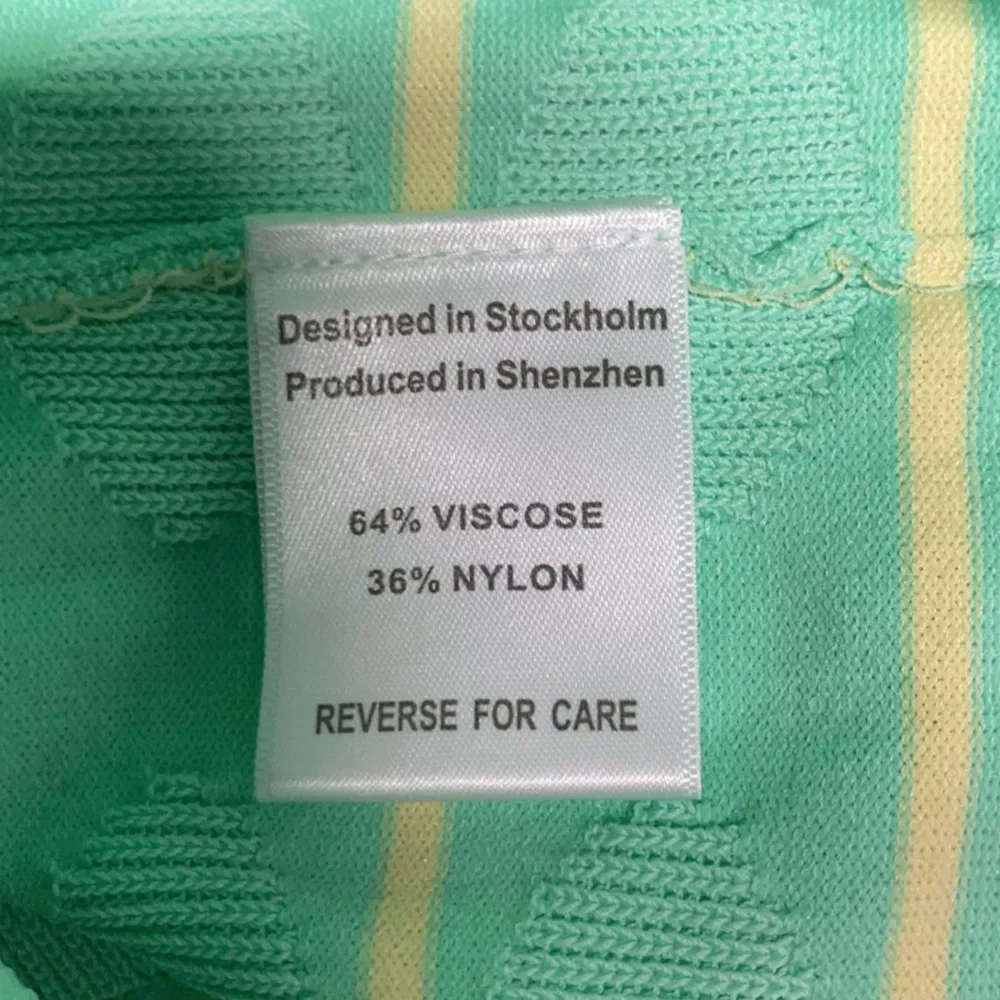 Designed in Stockholm
Produced in Shenzhen
64% VISCOSE
36% NYLON
REVERSE FOR CARE